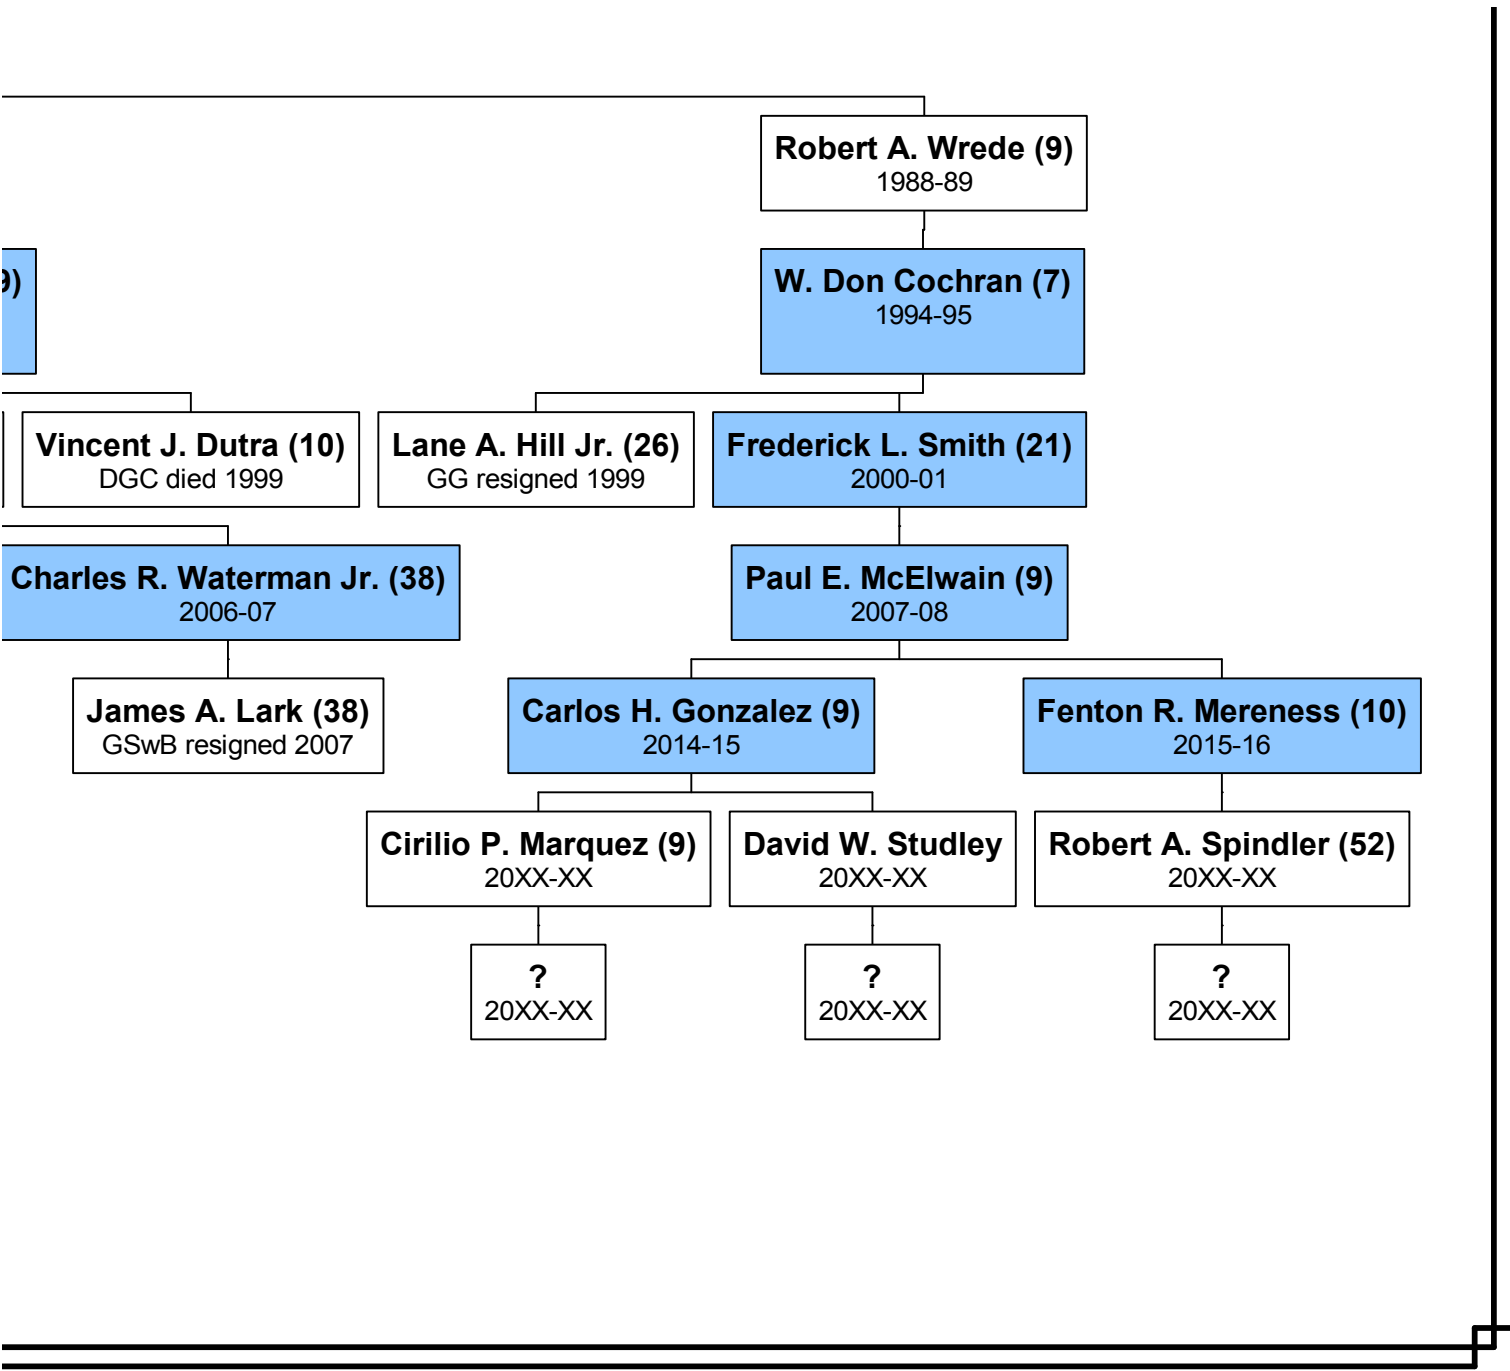 Robert A. Wrede (9)
1988-89
9)
W. Don Cochran (7)
1994-95
Vincent J. Dutra (10)
DGC died 1999
Lane A. Hill Jr. (26)
GG resigned 1999
Frederick L. Smith (21)
2000-01
Charles R. Waterman Jr. (38)
2006-07
Paul E. McElwain (9)
2007-08
James A. Lark (38)
GSwB resigned 2007
Carlos H. Gonzalez (9)
2014-15
Fenton R. Mereness (10)
2015-16
Cirilio P. Marquez (9)
20XX-XX
David W. Studley
20XX-XX
Robert A. Spindler (52)
20XX-XX
?
20XX-XX
?
20XX-XX
?
20XX-XX